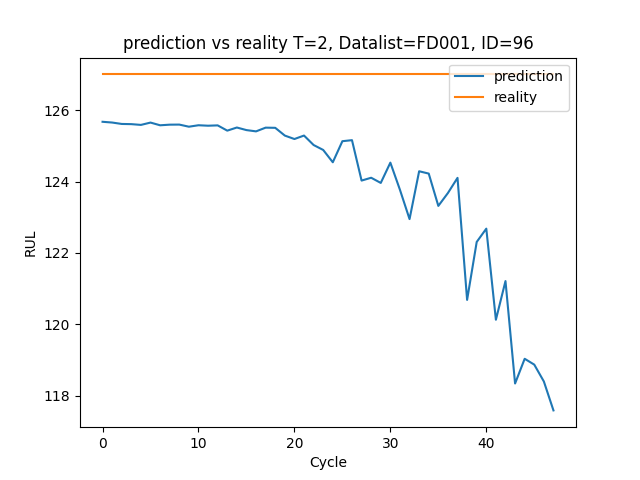 prediction vs reality T=2, Datalist=FD001, ID=96
prediction
reality
126
124
122
120
118
RUL
0 10 20 30 40
Cycle